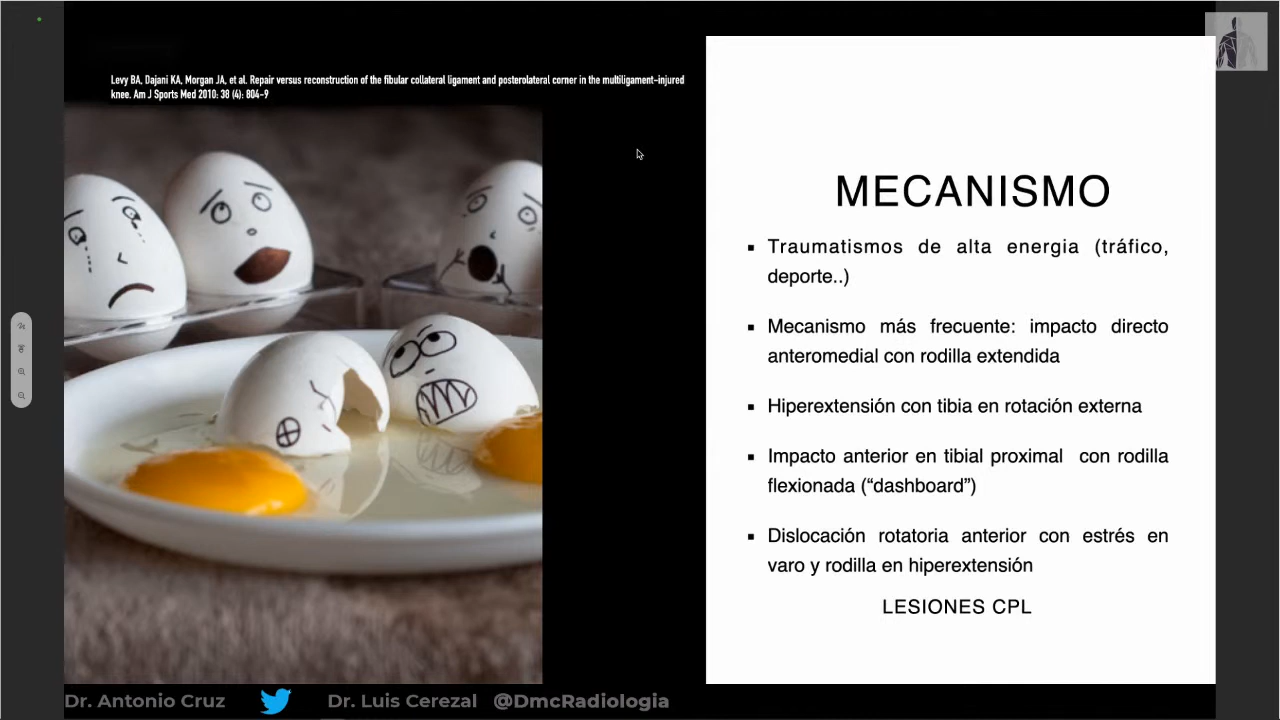 Levy BA, Dajani KA, Morgan JA, et al. Repair versus reconstruction of the fibular collateral ligament and posterolateral corner in the multiligament-injured
knee. Am J Sports Med 2010; 38 (4): 804-9
MECANISMO
▪ Traumatismos de alta energia (tráfico,
deporte..)
▪ Mecanismo más frecuente: impacto directo
anteromedial con rodilla extendida
▪ Hiperextensión con tibia en rotación externa
▪ Impacto anterior en tibial proximal con rodilla
flexionada (“dashboard”)
▪ Dislocación rotatoria anterior con estrés en
varo y rodilla en hiperextensión
LESIONES CPL
Dr. Antonio Cruz Dr. Luis Cerezal @DmcRadiologia